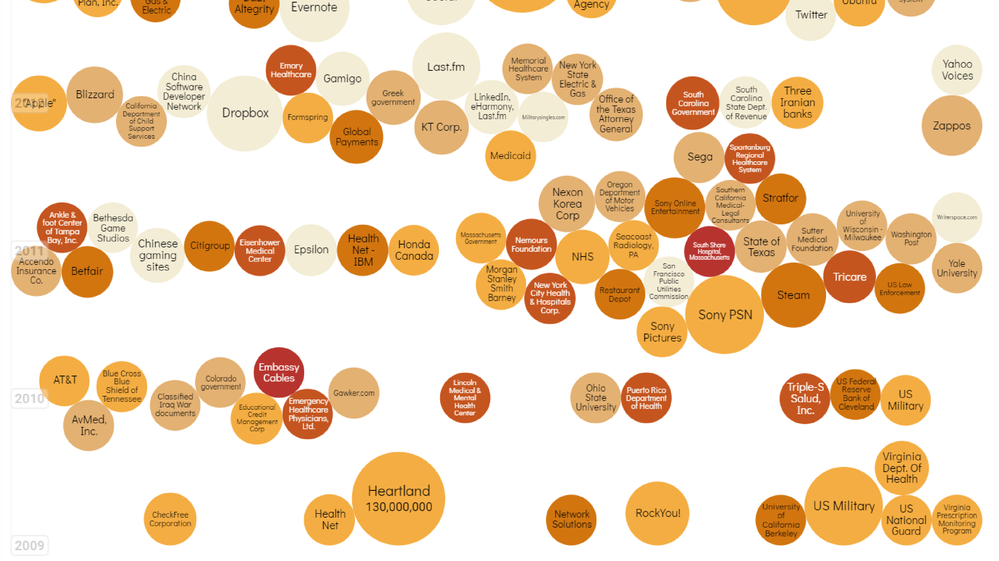 Plan, Inc.
Gas &
Electric
Altegrity
Evernote
Agency
Twitter
Ubuntu
system
2012
"Apple"
Blizzard
California
Department
of Child
Support
Services
China
Software
Developer
Network
Dropbox
Emory
Healthcare
Formspring
Gamigo
Global
Payments
Greek
government
Last.fm
KT Corp.
LinkedIn,
eHarmony,
Last.fm
Medicaid
Memorial
Healthcare
System
Militarysingles.com
New York
State
Electric &
Gas
Office of
the Texas
Attorney
General
South
Carolina
Government
South
Carolina
State Dept.
of Revenue
Three
Iranian
banks
Yahoo
Voices
Zappos
Sega
Spartanburg
Regional
Healthcare
System
2011
Ankle &
foot Center
of Tampa
Bay, Inc.
Accendo
Insurance
Co.
Betfair
Bethesda
Game
Studios
Chinese
gaming
sites
Citigroup
Eisenhower
Medical
Center
Epsilon
Health
Net -
IBM
Honda
Canada
Massachusetts
Government
Morgan
Stanley
Smith
Barney
Nemours
Foundation
New York
City Health
& Hospitals
Corp.
Nexon
Korea
Corp
NHS
Oregon
Department
of Motor
Vehicles
Seacoast
Radiology,
PA
Restaurant
Depot
Sony Online
Entertainment
San
Francisco
Public
Utilities
Commission
Sony
Pictures
South Shore
Hospital,
Massachusetts
Southern
California
Medical-
Legal
Consultants
Sony PSN
Stratfor
State of
Texas
Steam
Sutter
Medical
Foundation
Tricare
University
of
Wisconsin -
Milwaukee
US Law
Enforcement
Washington
Post
Writerspace.com
Yale
University
2010
AT&T
AvMed,
Inc.
Blue Cross
Blue
Shield of
Tennessee
Classified
Iraq War
documents
Colorado
government
Educational
Credit
Management
Corp
Embassy
Cables
Emergency
Healthcare
Physicians,
Ltd.
Gawker.com
Lincoln
Medical &
Mental
Health
Center
Ohio
State
University
Puerto Rico
Department
of Health
Triple-S
Salud,
Inc.
US Federal
Reserve
Bank of
Cleveland
US
Military
2009
CheckFree
Corporation
Health
Net
Heartland
130,000,000
Network
Solutions
RockYou!
University
of
California
Berkeley
US Military
Virginia
Dept. Of
Health
US
National
Guard
Virginia
Prescription
Monitoring
Program